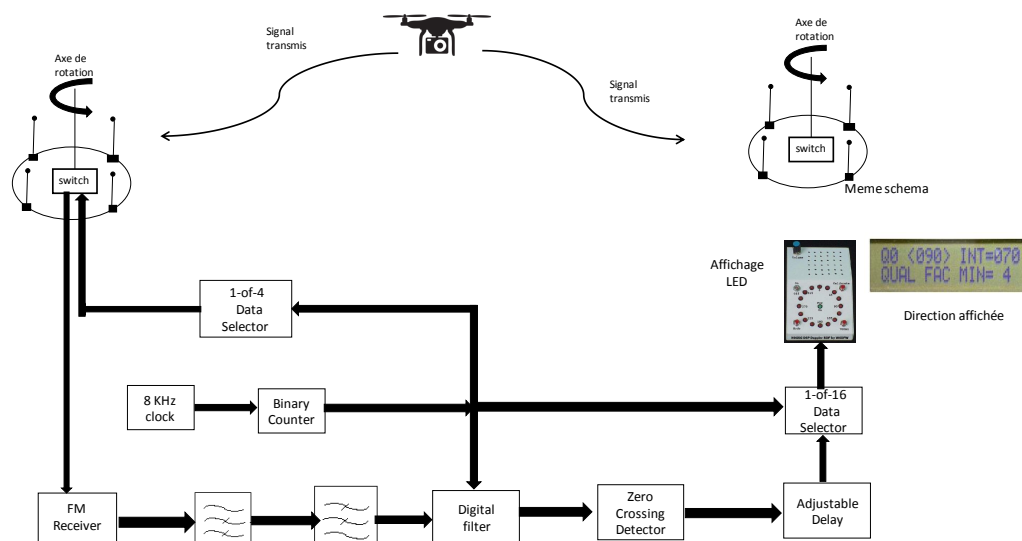 Signal
transmis
Axe de
rotation
switch
Signal
transmis
Axe de
rotation
switch
Meme schema
Affichage
LED
Q0 <090> INT=070
QUAL FAC MIN= 4
Direction affichée
1-of-4
Data
Selector
8 KHz
clock
Binary
Counter
1-of-16
Data
Selector
FM
Receiver
Digital
filter
Zero
Crossing
Detector
Adjustable
Delay